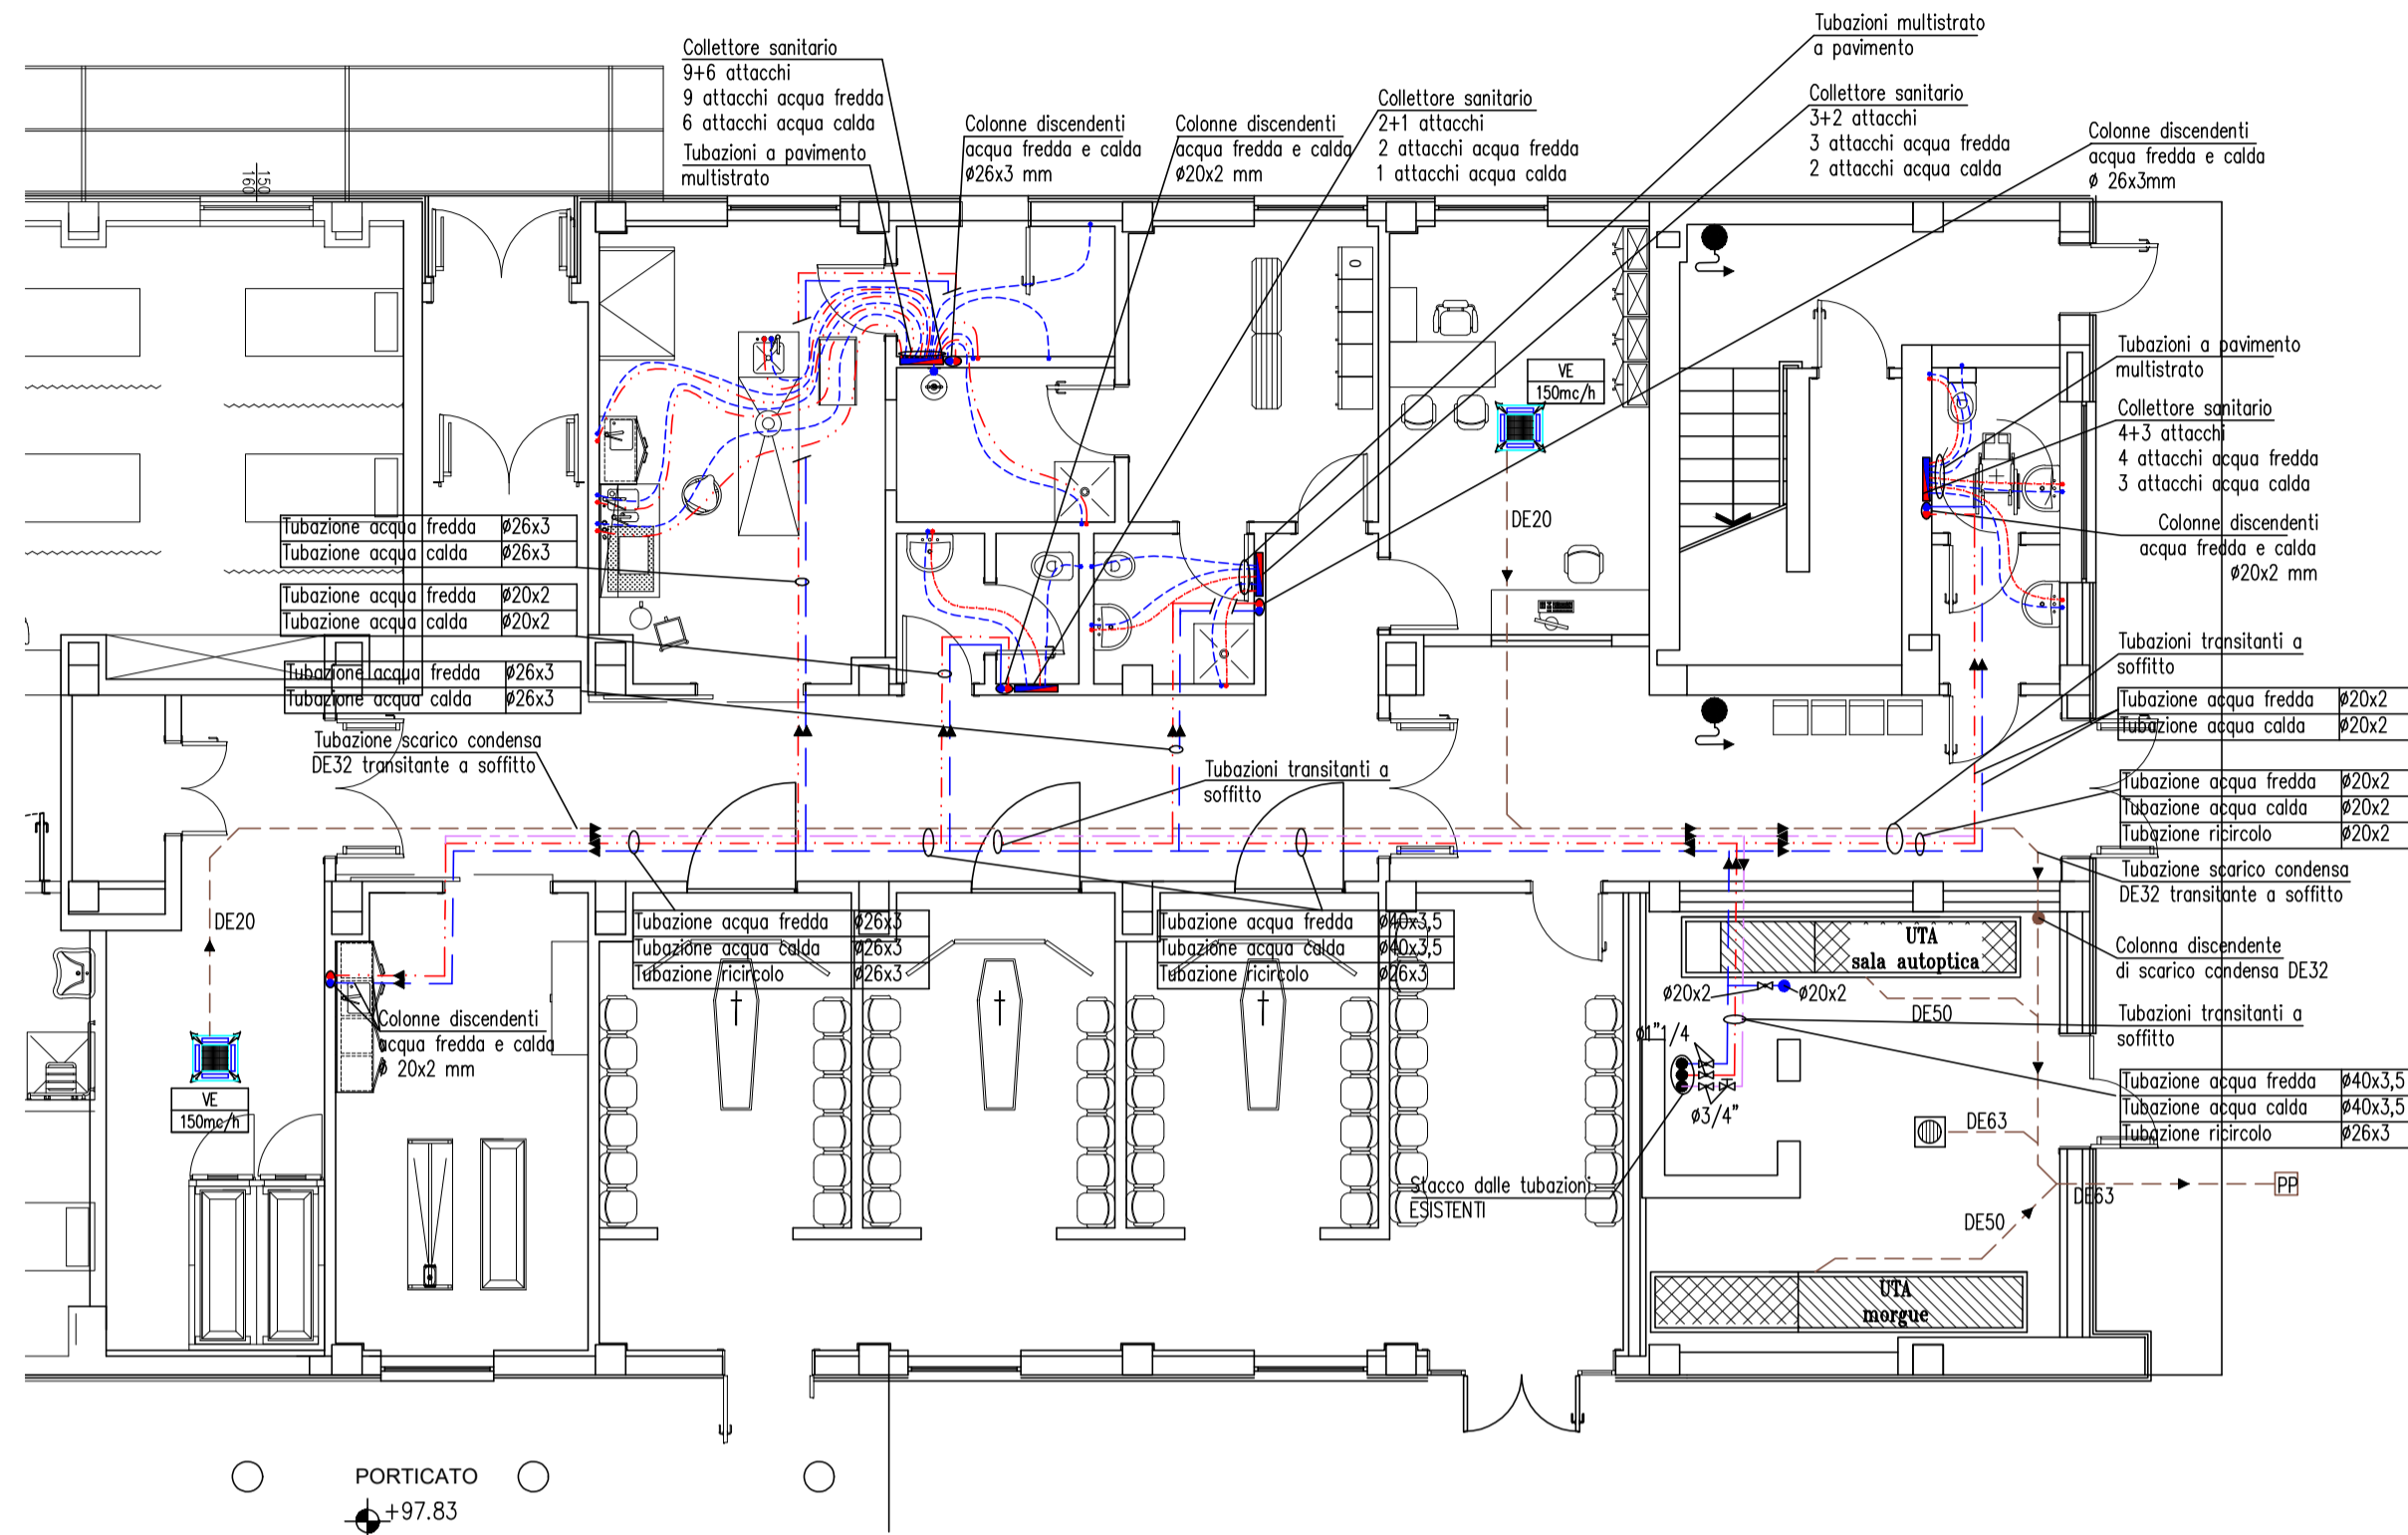 Tubazioni multistrato
a pavimento
Collettore sanitario
9+6 attacchi
9 attacchi acqua fredda
6 attacchi acqua calda
Tubazioni a pavimento
multistrato
Colonne discendenti
acqua fredda e calda
ø26x3 mm
Colonne discendenti
acqua fredda e calda
ø20x2 mm
Collettore sanitario
2+1 attacchi
2 attacchi acqua fredda
1 attacchi acqua calda
Collettore sanitario
3+2 attacchi
3 attacchi acqua fredda
2 attacchi acqua calda
Colonne discendenti
acqua fredda e calda
ø 26x3mm
150
160
VE
150mc/h
DE20
Tubazioni a pavimento
multistrato
Collettore sanitario
4+3 attacchi
4 attacchi acqua fredda
3 attacchi acqua calda
Colonne discendenti
acqua fredda e calda
ø20x2 mm
Tubazione acqua fredda ø26x3
Tubazione acqua calda ø26x3
Tubazione acqua fredda ø20x2
Tubazione acqua calda ø20x2
Tubazione acqua fredda ø26x3
Tubazione acqua calda ø26x3
Tubazione scarico condensa
DE32 transitante a soffitto
Tubazioni transitanti a
soffitto
Tubazioni transitanti a
soffitto
Tubazione acqua fredda ø20x2
Tubazione acqua calda ø20x2
Tubazione acqua fredda ø20x2
Tubazione acqua calda ø20x2
Tubazione ricircolo ø20x2
Tubazione scarico condensa
DE32 transitante a soffitto
DE20
Tubazione acqua fredda ø26x3
Tubazione acqua calda ø26x3
Tubazione ricircolo ø26x3
Tubazione acqua fredda ø40x3,5
Tubazione acqua calda ø40x3,5
Tubazione ricircolo ø26x3
UTA
sala autoptica
Colonna discendente
di scarico condensa DE32
ø20x2
ø20x2
DE50
Tubazioni transitanti a
soffitto
Colonne discendenti
acqua fredda e calda
ø 20x2 mm
ø1"1/4
ø3/4"
VE
150mc/h
Tubazione acqua fredda ø40x3,5
Tubazione acqua calda ø40x3,5
Tubazione ricircolo ø26x3
DE63
Stacco dalle tubazioni
ESISTENTI
DE63
PP
DE50
UTA
morgue
PORTICATO
+97.83